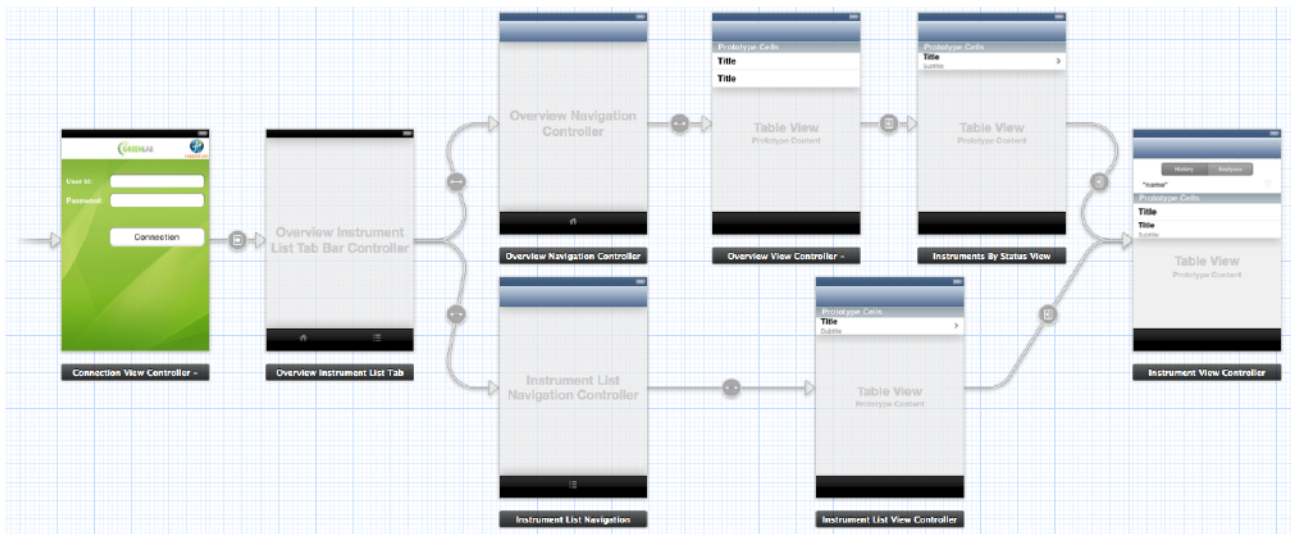 GREENLAB
User Id:
Password:
Connection
Connection View Controller –
Overview Instrument
List Tab Bar Controller
Overview Instrument List Tab
Overview Navigation
Controller
Overview Navigation Controller
Prototype Cells
Title
Title
Table View
Prototype Content
Overview View Controller –
Prototype Cells
Title
Subtitle
Table View
Prototype Content
Instruments By Status View
Instrument List
Navigation Controller
Instrument List Navigation
Prototype Cells
Title
Subtitle
Table View
Prototype Content
Instrument List View Controller
History Analyses
"name"
Prototype Cells
Title
Title
Subtitle
Table View
Prototype Content
Instrument View Controller